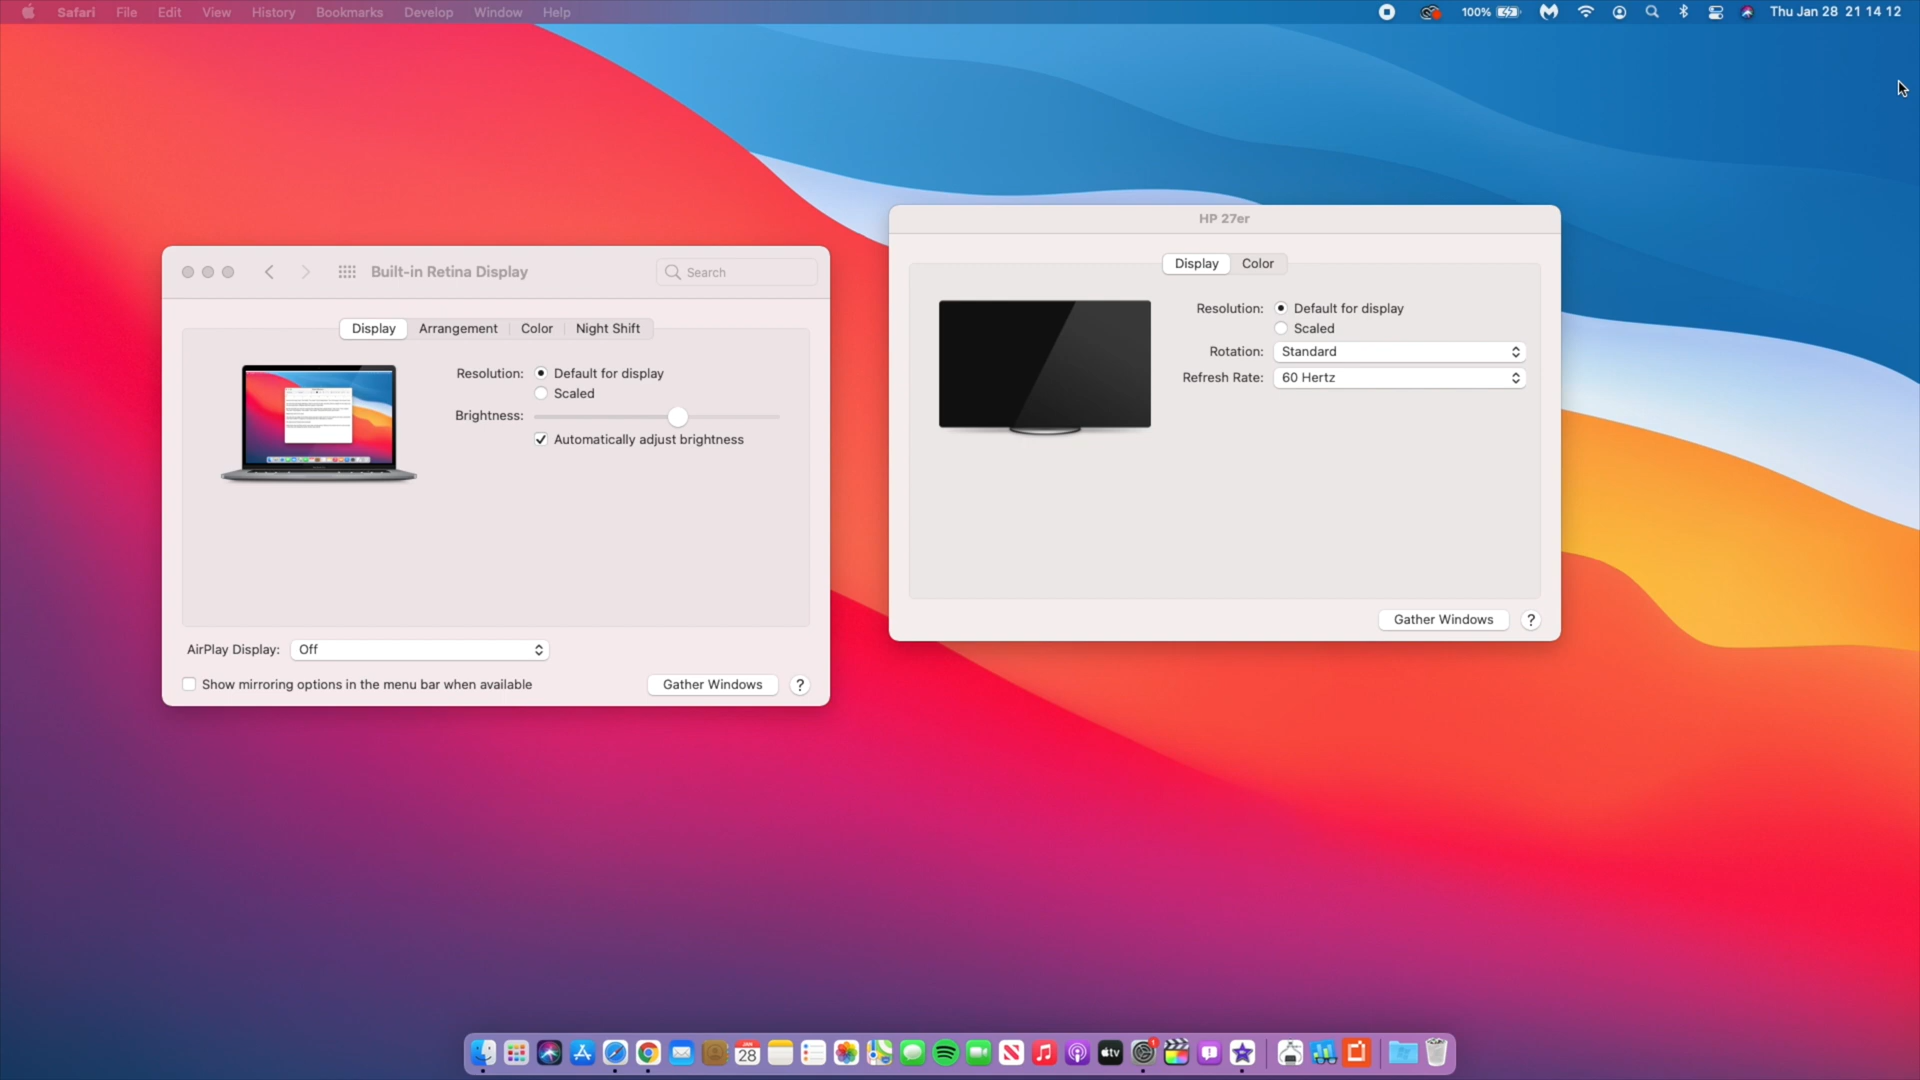 Safari File Edit View History Bookmarks Develop Window Help
100% Thu Jan 28 21 14 12
HP 27er
Display Color
Resolution: Default for display
Scaled
Rotation: Standard
Refresh Rate: 60 Hertz
Gather Windows ?
Built-in Retina Display Search
Display Arrangement Color Night Shift
Resolution: Default for display
Scaled
Brightness:
Automatically adjust brightness
AirPlay Display: Off
Show mirroring options in the menu bar when available Gather Windows ?
JAN
28
tv
1